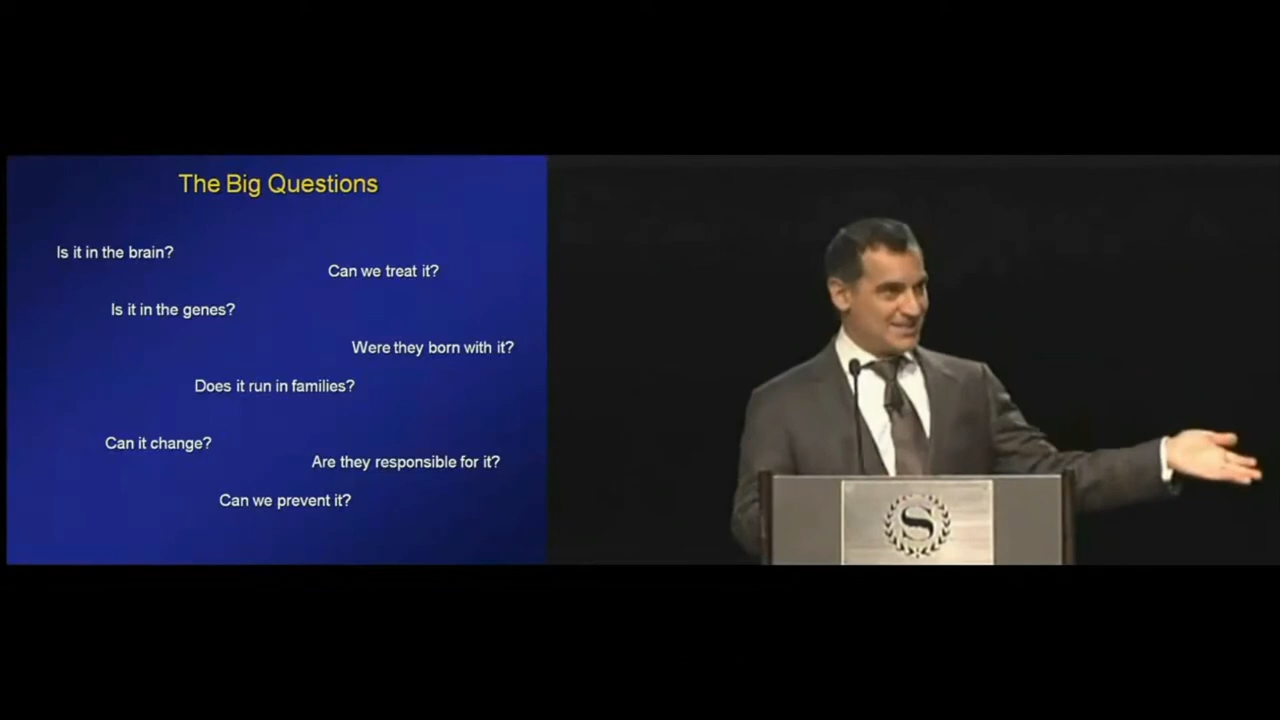 The Big Questions
Is it in the brain?
Can we treat it?
Is it in the genes?
Were they born with it?
Does it run in families?
Can it change?
Are they responsible for it?
Can we prevent it?
S